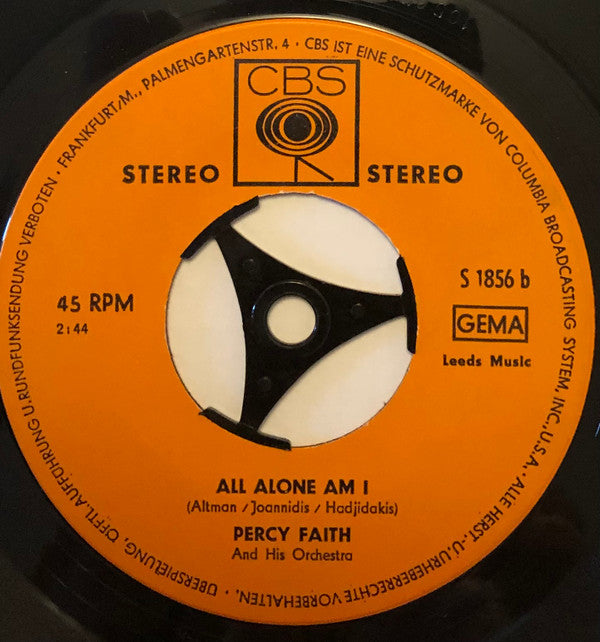 CBS
STEREO STEREO
S 1856 b
45 RPM
2:44
GEMA
Leeds Music
ALL ALONE AM I
(Altman/Joannidis/Hadjidakis)
PERCY FAITH
And His Orchestra
FRANKFURT/M., PALMENGARTENSTR. 4 · CBS IST EINE SCHUTZMARKE VON COLUMBIA BROADCASTING SYSTEM, INC., U.S.A. · ALLE HERST.-U. URHEBERRECHTE VORBEHALTEN. ÜBERSPIELUNG, ÖFFTL. AUFFÜHRUNG U. RUNDFUNKSENDUNG VERBOTEN ·